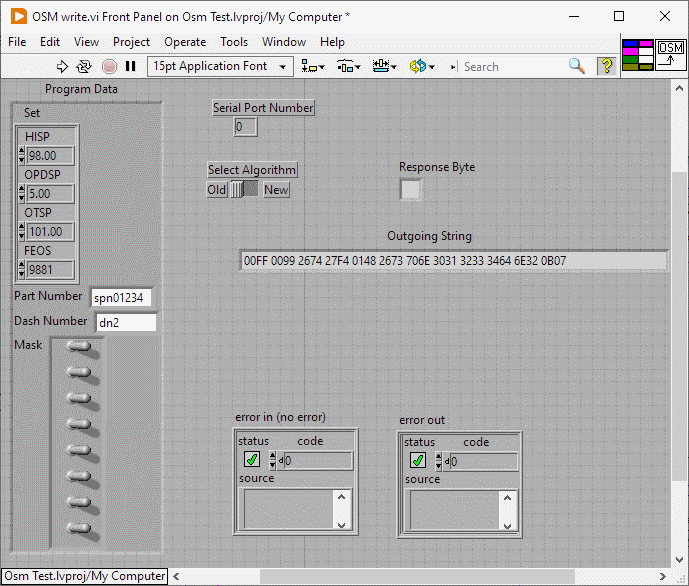 OSM write.vi Front Panel on Osm Test.lvproj/My Computer *
File Edit View Project Operate Tools Window Help
15pt Application Font
Search
?
OSM
Program Data
Set
HISP
98.00
OPDSP
5.00
OTSP
101.00
FEOS
9881
Part Number spn01234
Dash Number dn2
Mask
Serial Port Number
0
Select Algorithm
Old New
Response Byte
Outgoing String
00FF 0099 2674 27F4 0148 2673 706E 3031 3233 3464 6E32 0B07
error in (no error)
status code
d0
source
error out
status code
d0
source
Osm Test.lvproj/My Computer